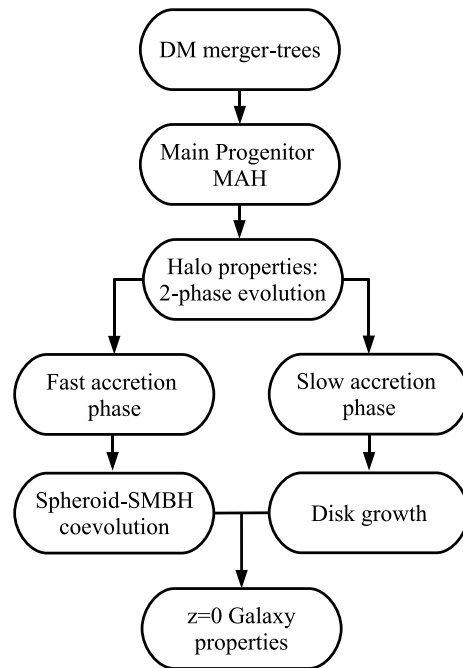 DM merger-trees
Main Progenitor
MAH
Halo properties:
2-phase evolution
Fast accretion
phase
Slow accretion
phase
Spheroid-SMBH
coevolution
Disk growth
z=0 Galaxy
properties